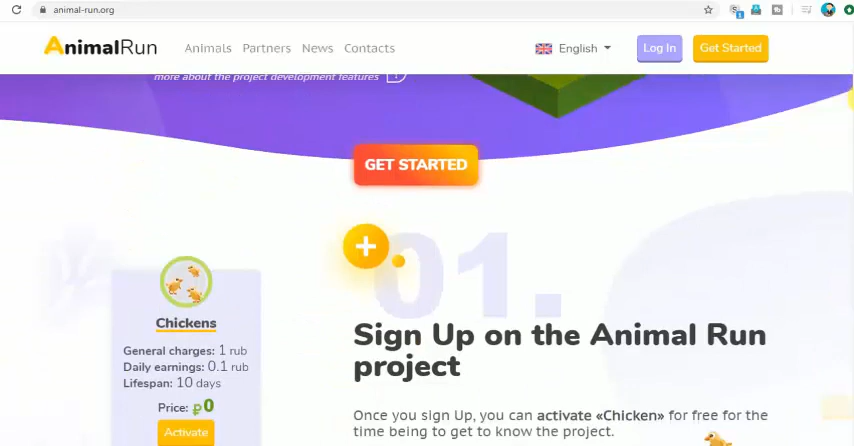 animal-run.org
AnimalRun
Animals Partners News Contacts
English
Log In
Get Started
more about the project development features
GET STARTED
01.
Chickens
General charges: 1 rub
Daily earnings: 0.1 rub
Lifespan: 10 days
Price: ₽0
Activate
Sign Up on the Animal Run
project
Once you sign Up, you can activate «Chicken» for free for the
time being to get to know the project.